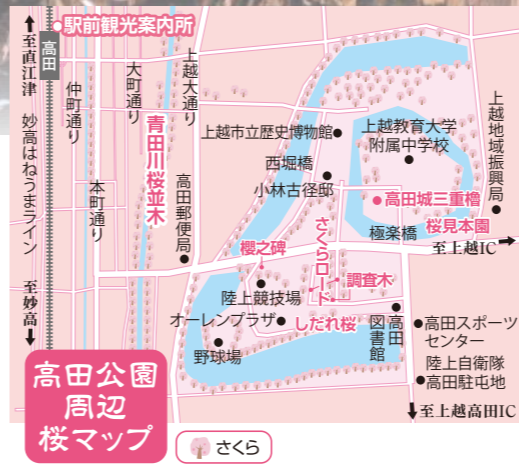 駅前観光案内所
高田
至直江津
妙高はねうまライン
至妙高
仲町通り
本町通り
大町通り
青田川桜並木
上越大通り
高田郵便局
上越市立歴史博物館
西堀橋
小林古径邸
上越教育大学
附属中学校
高田城三重櫓
極楽橋
桜見本園
上越地域振興局
至上越IC
さくらロード
櫻之碑
陸上競技場
調査木
オーレンプラザ
しだれ桜
野球場
高田
図書館
高田スポーツ
センター
陸上自衛隊
高田駐屯地
至上越高田IC
高田公園
周辺
桜マップ
さくら